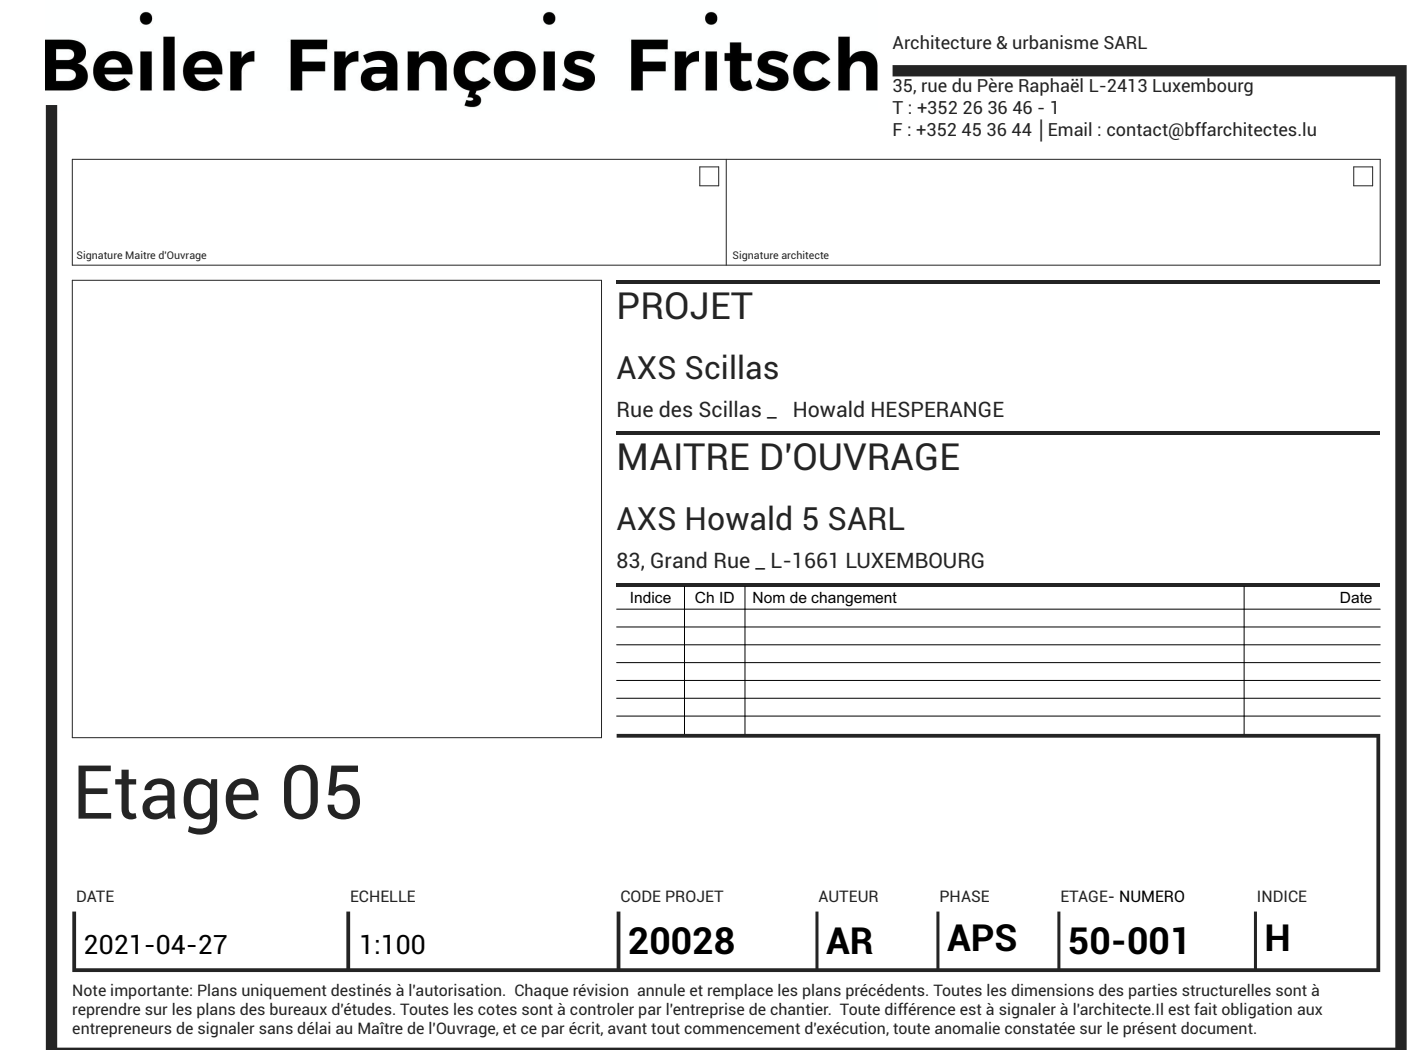 Beiler François Fritsch
Architecture & urbanisme SARL
35, rue du Père Raphaël L-2413 Luxembourg
T : +352 26 36 46 - 1
F : +352 45 36 44 | Email : contact@bffarchitectes.lu
Signature Maitre d'Ouvrage
Signature architecte
PROJET
AXS Scillas
Rue des Scillas _ Howald HESPERANGE
MAITRE D'OUVRAGE
AXS Howald 5 SARL
83, Grand Rue _ L-1661 LUXEMBOURG
Indice Ch ID Nom de changement Date
Etage 05
DATE ECHELLE CODE PROJET AUTEUR PHASE ETAGE- NUMERO INDICE
2021-04-27 1:100 20028 AR APS 50-001 H
Note importante: Plans uniquement destinés à l'autorisation. Chaque révision annule et remplace les plans précédents. Toutes les dimensions des parties structurelles sont à
reprendre sur les plans des bureaux d'études. Toutes les cotes sont à controler par l'entreprise de chantier. Toute différence est à signaler à l'architecte.Il est fait obligation aux
entrepreneurs de signaler sans délai au Maître de l'Ouvrage, et ce par écrit, avant tout commencement d'exécution, toute anomalie constatée sur le présent document.